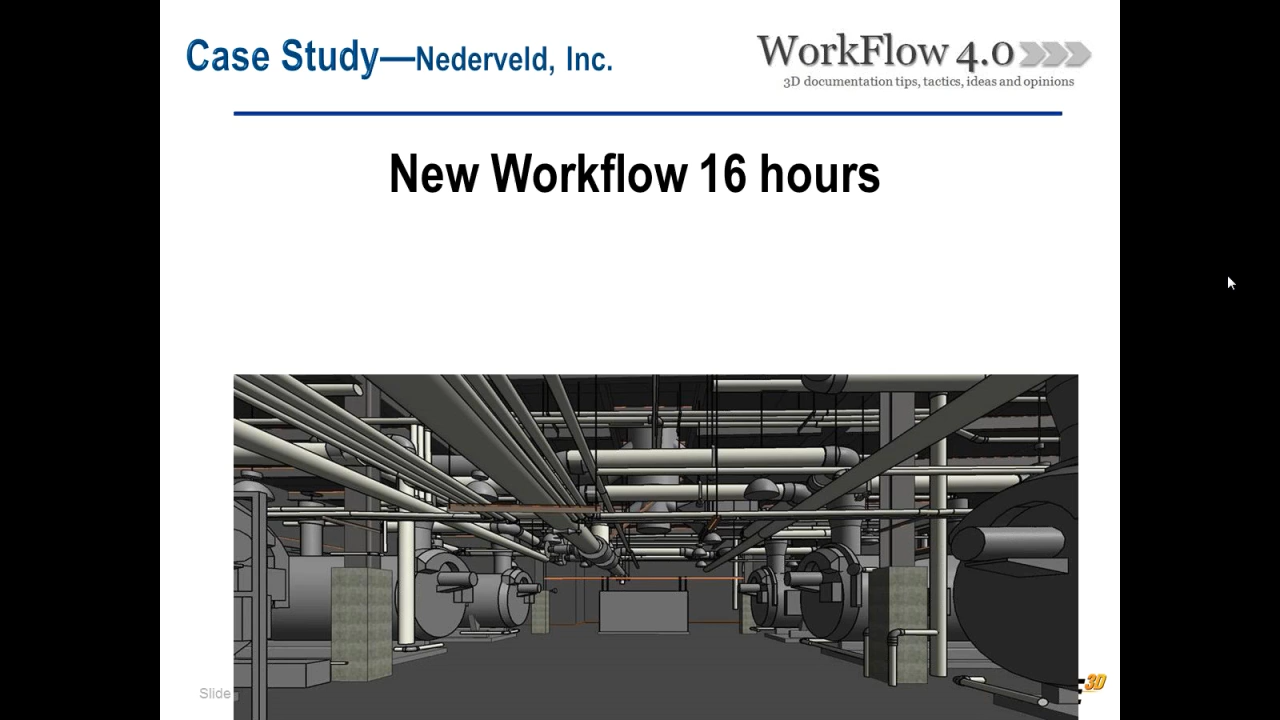 Case Study—Nederveld, Inc.
WorkFlow 4.0
3D documentation tips, tactics, ideas and opinions
New Workflow 16 hours
Slide
3D